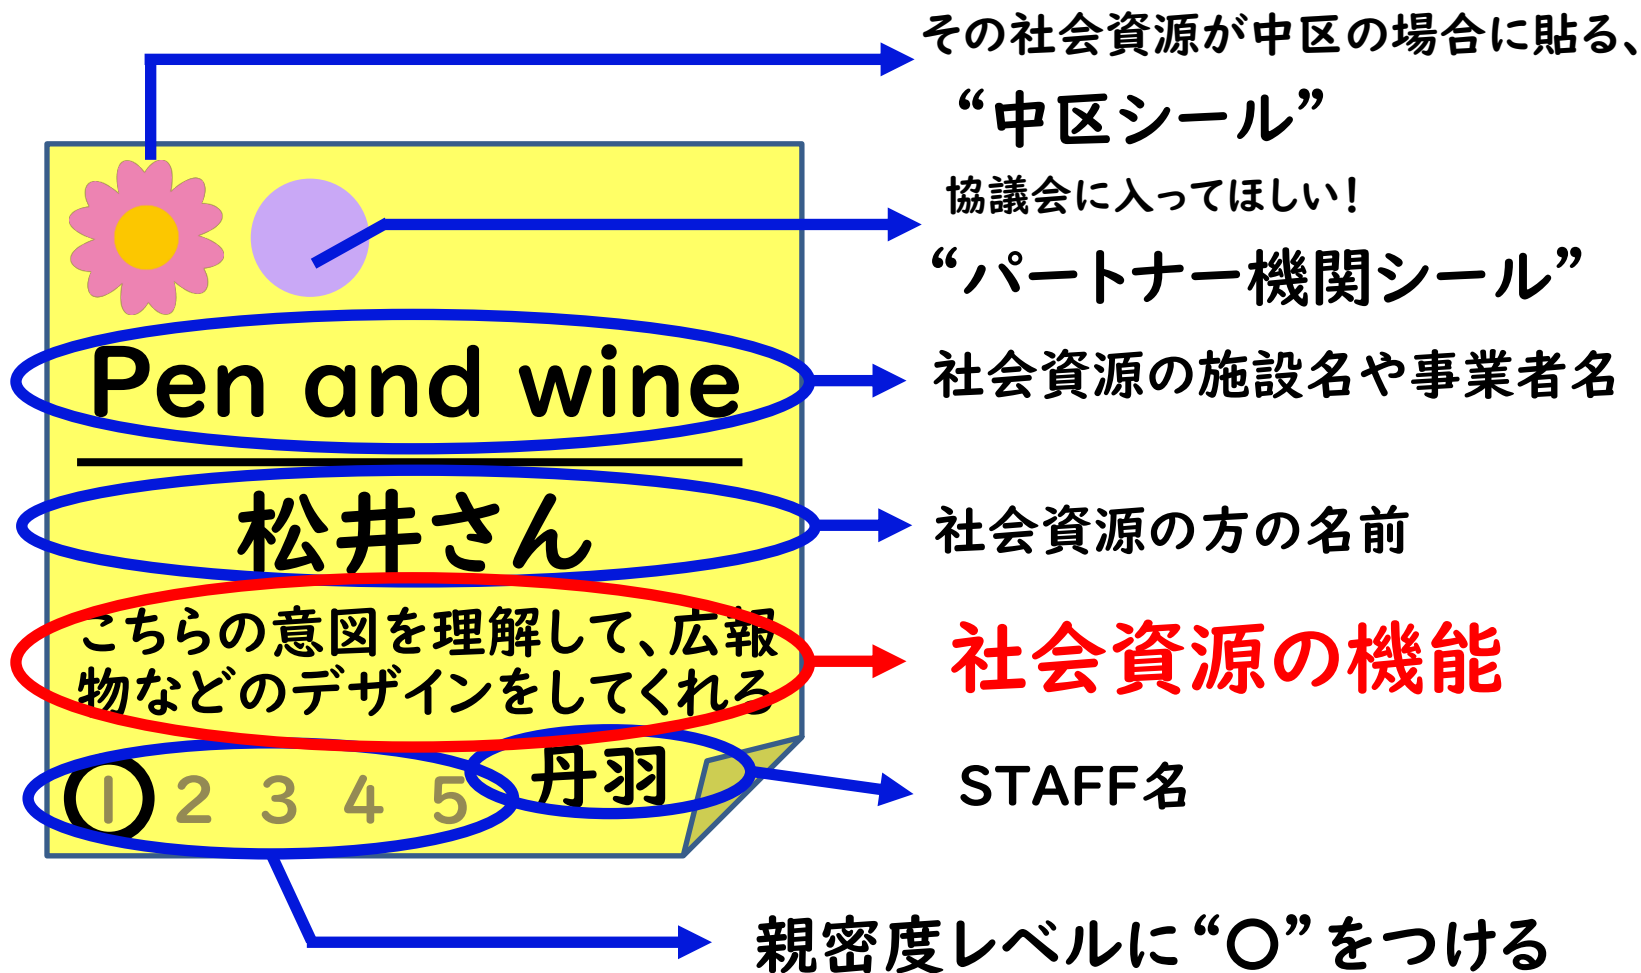 その社会資源が中区の場合に貼る、
“中区シール”
協議会に入ってほしい！
“パートナー機関シール”
Pen and wine
社会資源の施設名や事業者名
松井さん
社会資源の方の名前
こちらの意図を理解して、広報
物などのデザインをしてくれる
社会資源の機能
1 2 3 4 5
丹羽
STAFF名
親密度レベルに“〇”をつける